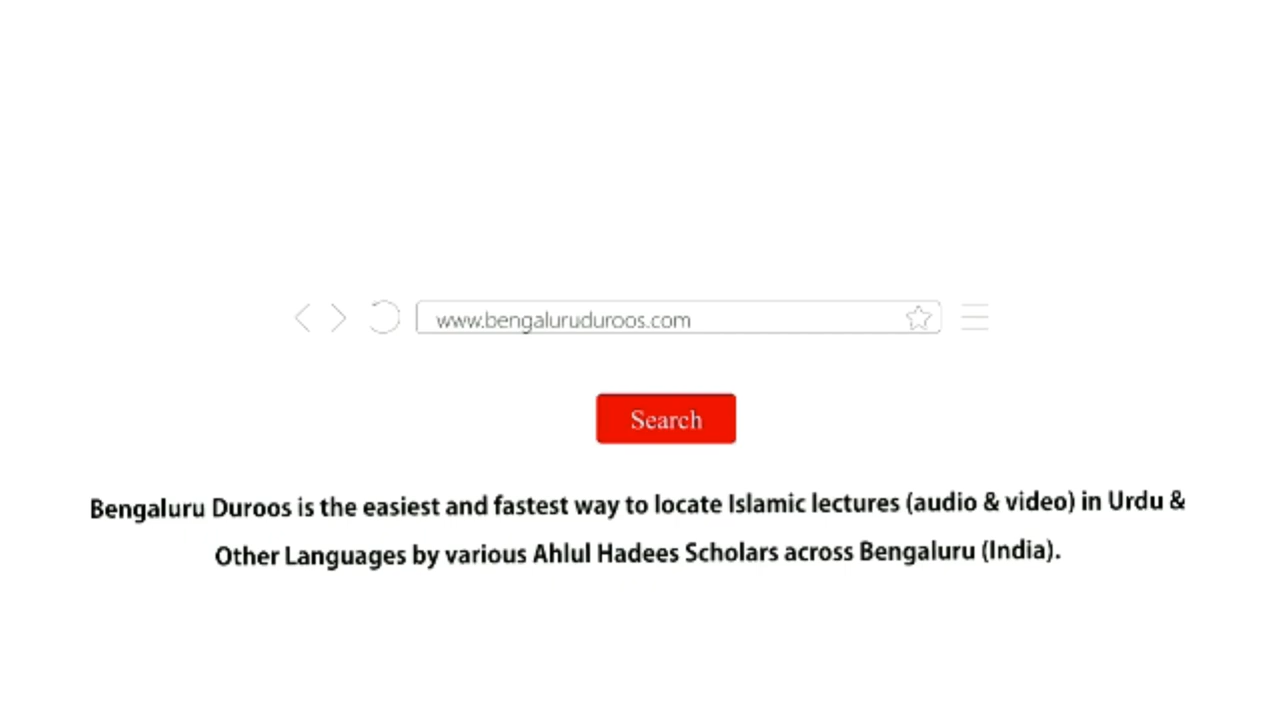 www.bengaluruduroos.com
Search
Bengaluru Duroos is the easiest and fastest way to locate Islamic lectures (audio & video) in Urdu &
Other Languages by various Ahlul Hadees Scholars across Bengaluru (India).